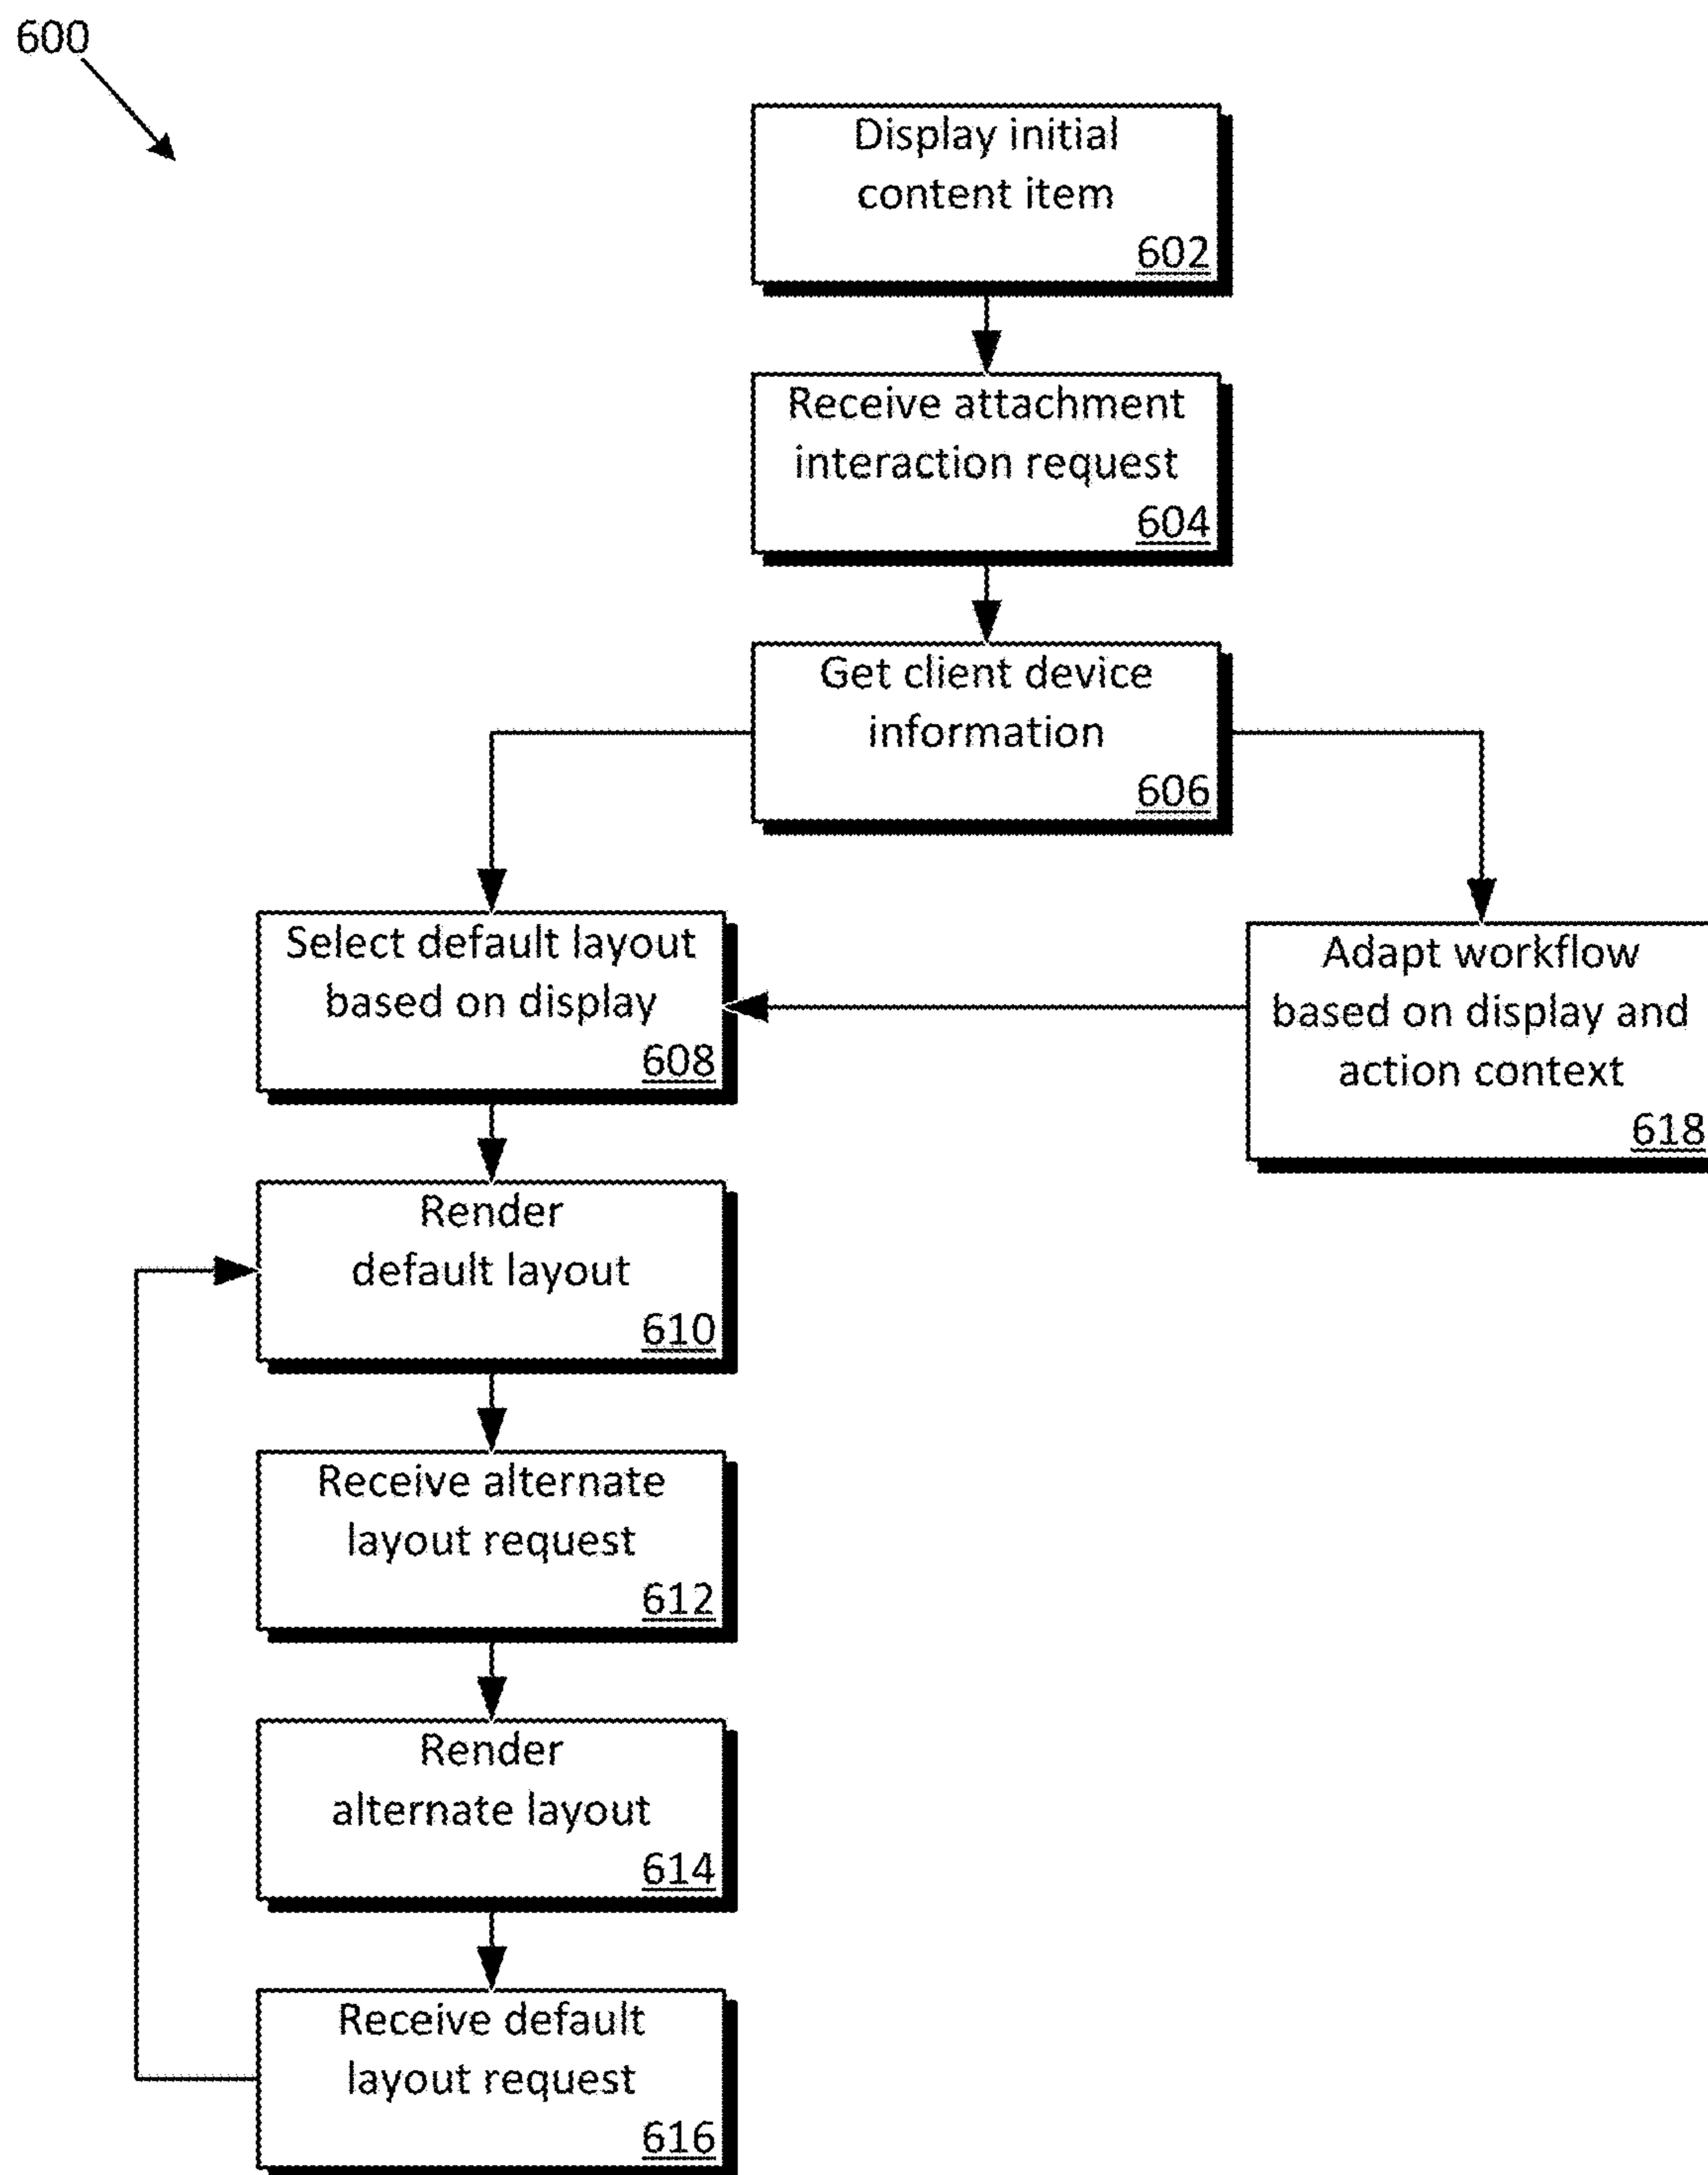 600
Display initial
content item
602
Receive attachment
interaction request
604
Get client device
information
606
Select default layout
based on display
608
Adapt workflow
based on display and
action context
618
Render
default layout
610
Receive alternate
layout request
612
Render
alternate layout
614
Receive default
layout request
616